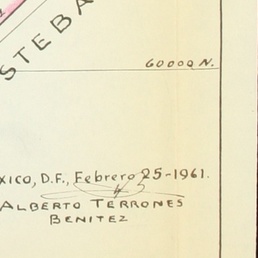 STEBA
60000 N.
XICO, D.F., Febrero 25-1961.
ALBERTO TERRONES
BENITEZ